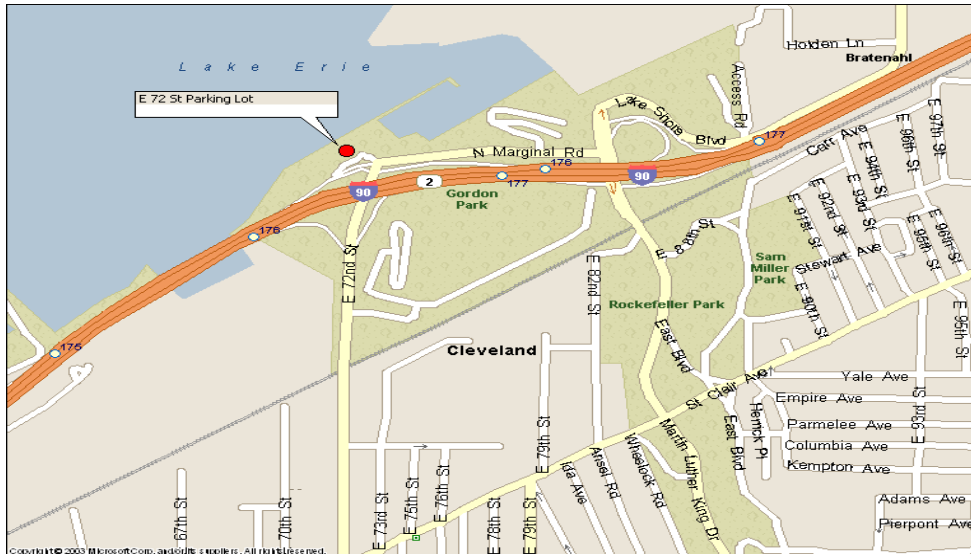 Holden Ln
Bratenahl
Lake Erie
E 72 St Parking Lot
Access Rd
Lake Shore Blvd
177
N Marginal Rd
176
177
90
2
90
Gordon
Park
176
175
E 72nd St
E 88th St
E 82nd St
Rockefeller Park
Sam
Miller
Park
Cleveland
East Blvd
E 97th St
E 96th St
E 94th St
E 93rd St
E 92nd St
E 91st St
E 95th St
E 96th St
Stewart Ave
E 90th St
E 95th St
St Clair Ave
Yale Ave
Empire Ave
Parmelee Ave
Columbia Ave
Kempton Ave
Adams Ave
Pierpont Ave
E 93rd St
Herrick Pl
East Blvd
Martin Luther King Dr
Wheelock Rd
Ansel Rd
Ida Ave
E 79th St
E 79th St
E 78th St
E 76th St
E 75th St
E 73rd St
70th St
67th St
Copyright © 2003 Microsoft Corp. and/or its suppliers. All rights reserved.